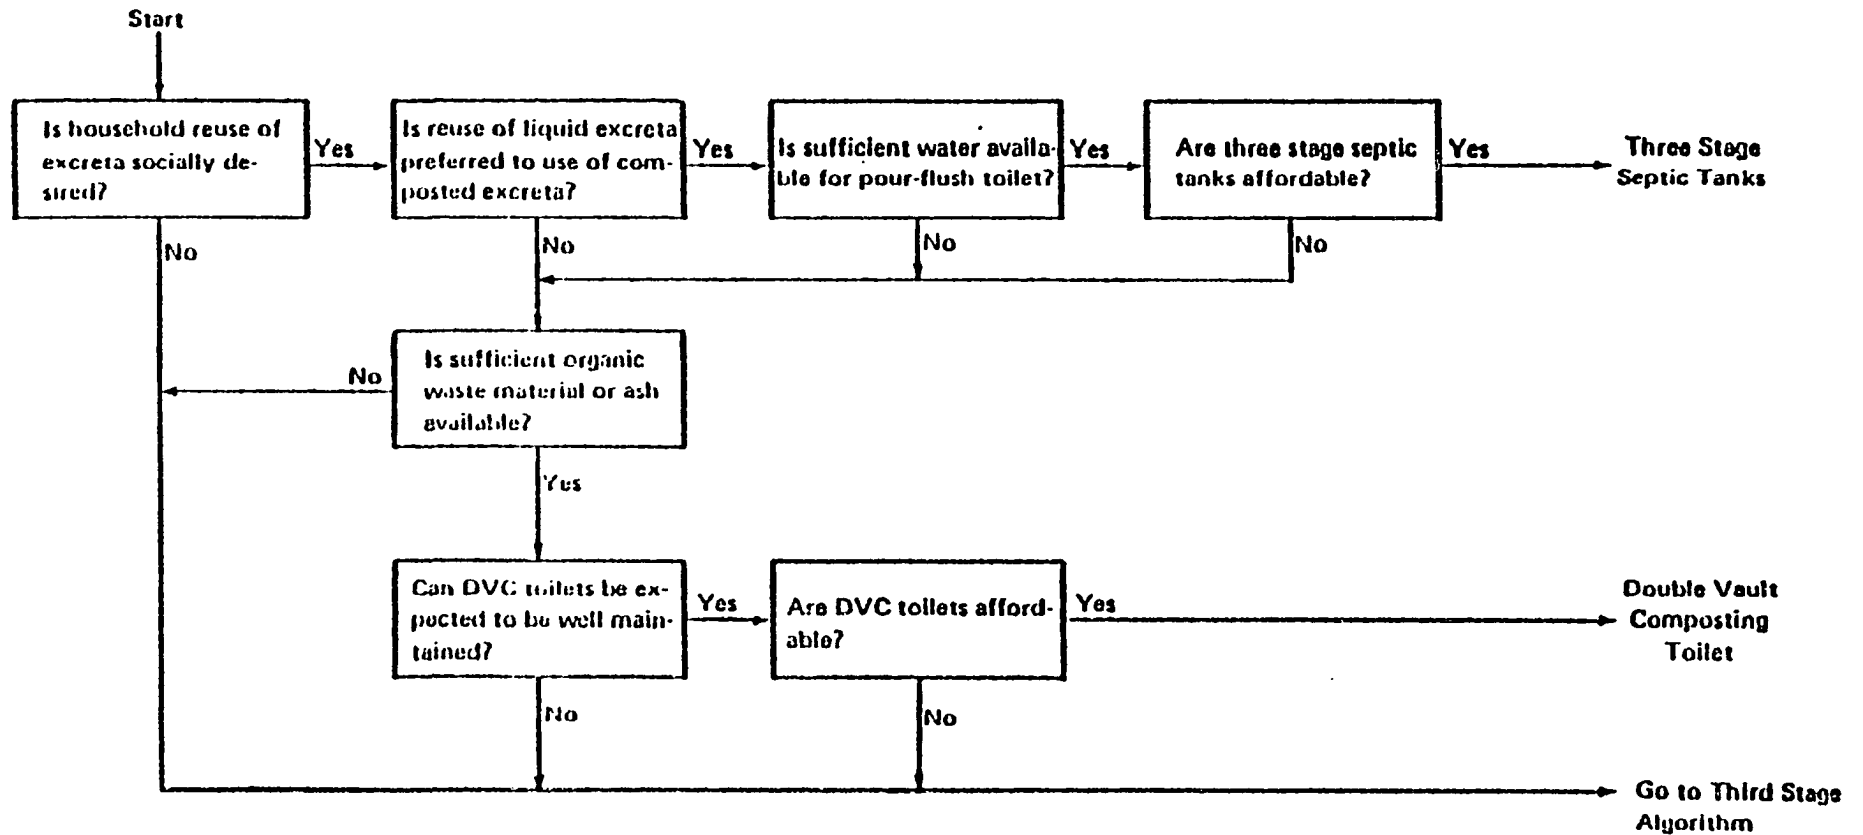 Start
Is household reuse of
excreta socially de-
sired?
Yes
No
Is reuse of liquid excreta
preferred to use of com-
posted excreta?
Yes
No
Is sufficient water availa-
ble for pour-flush toilet?
Yes
No
Are three stage septic
tanks affordable?
Yes
No
Three Stage
Septic Tanks
Is sufficient organic
waste material or ash
available?
No
Yes
Can DVC toilets be ex-
pected to be well main-
tained?
Yes
No
Are DVC toilets afford-
able?
Yes
No
Double Vault
Composting
Toilet
Go to Third Stage
Algorithm